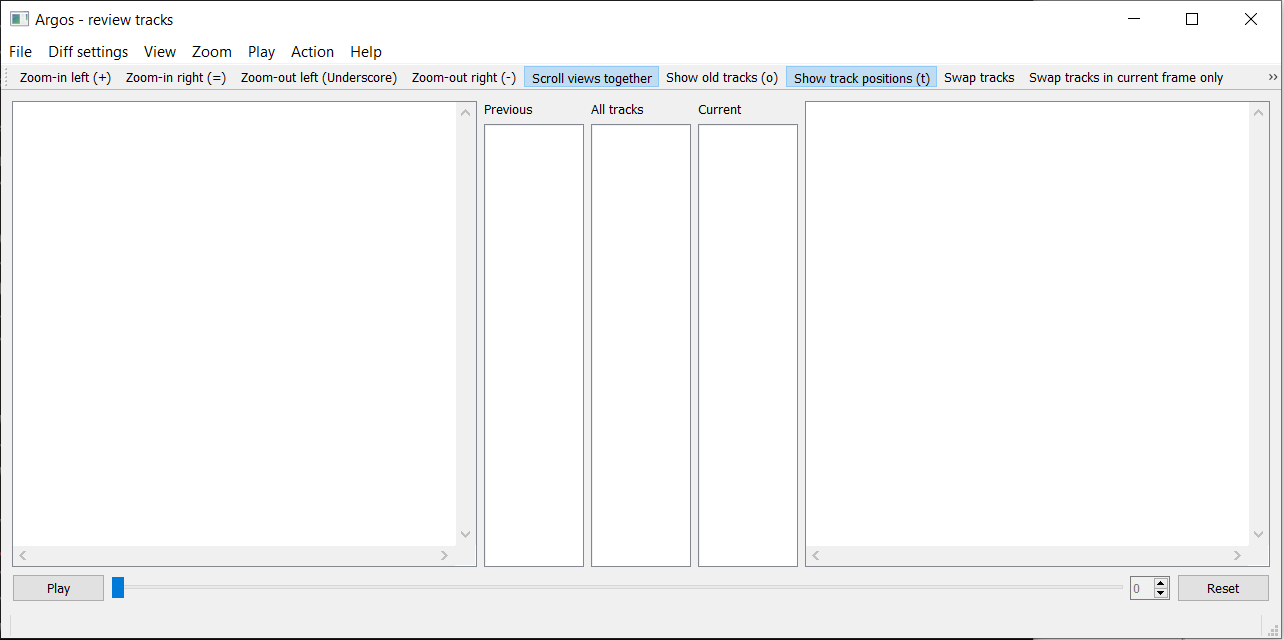 Argos - review tracks
File Diff settings View Zoom Play Action Help
Zoom-in left (+) Zoom-in right (=) Zoom-out left (Underscore) Zoom-out right (-) Scroll views together Show old tracks (o) Show track positions (t) Swap tracks Swap tracks in current frame only »
Previous All tracks Current
Play 0 Reset